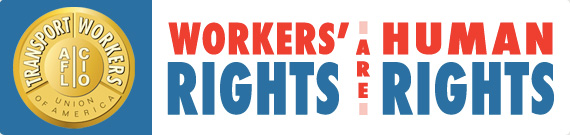 TRANSPORT WORKERS
AFL CIO
UNION
OF AMERICA
WORKERS' ARE HUMAN
RIGHTS RIGHTS